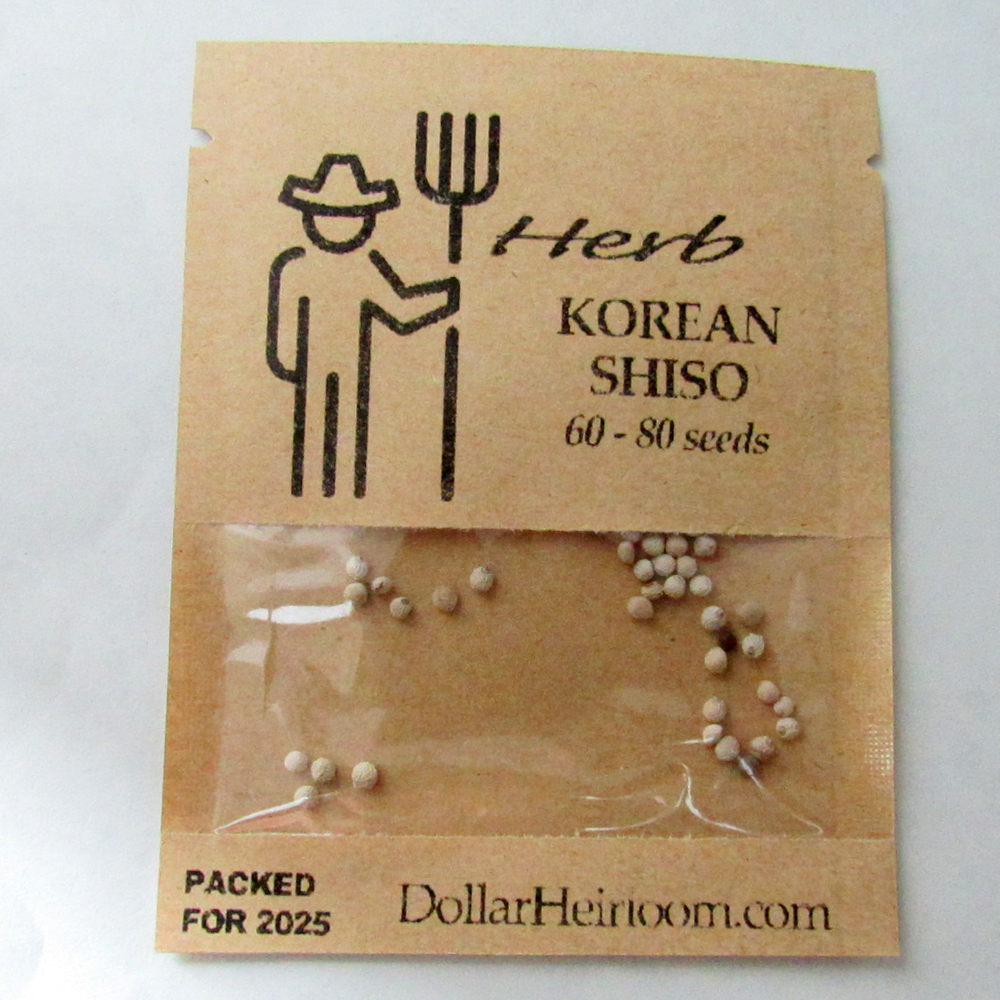 Herb
KOREAN
SHISO
60 - 80 seeds
PACKED
FOR 2025
DollarHeirloom.com